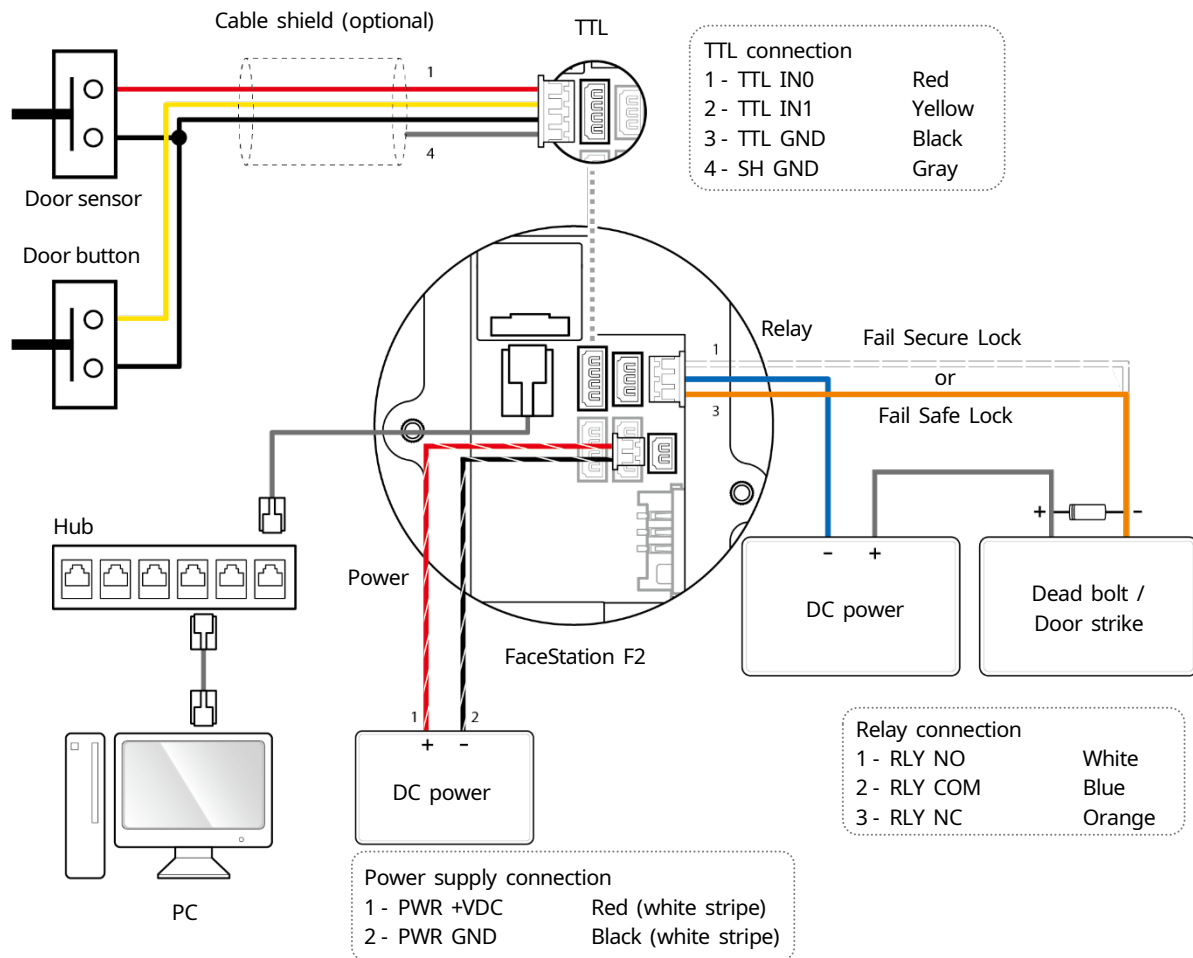 Cable shield (optional)
TTL
1
4
TTL connection
1 - TTL IN0 Red
2 - TTL IN1 Yellow
3 - TTL GND Black
4 - SH GND Gray
Door sensor
Door button
Relay
1
3
Fail Secure Lock
or
Fail Safe Lock
Hub
Power
+
-
- +
DC power
Dead bolt /
Door strike
FaceStation F2
1 2
+ -
DC power
PC
Relay connection
1 - RLY NO White
2 - RLY COM Blue
3 - RLY NC Orange
Power supply connection
1 - PWR +VDC Red (white stripe)
2 - PWR GND Black (white stripe)